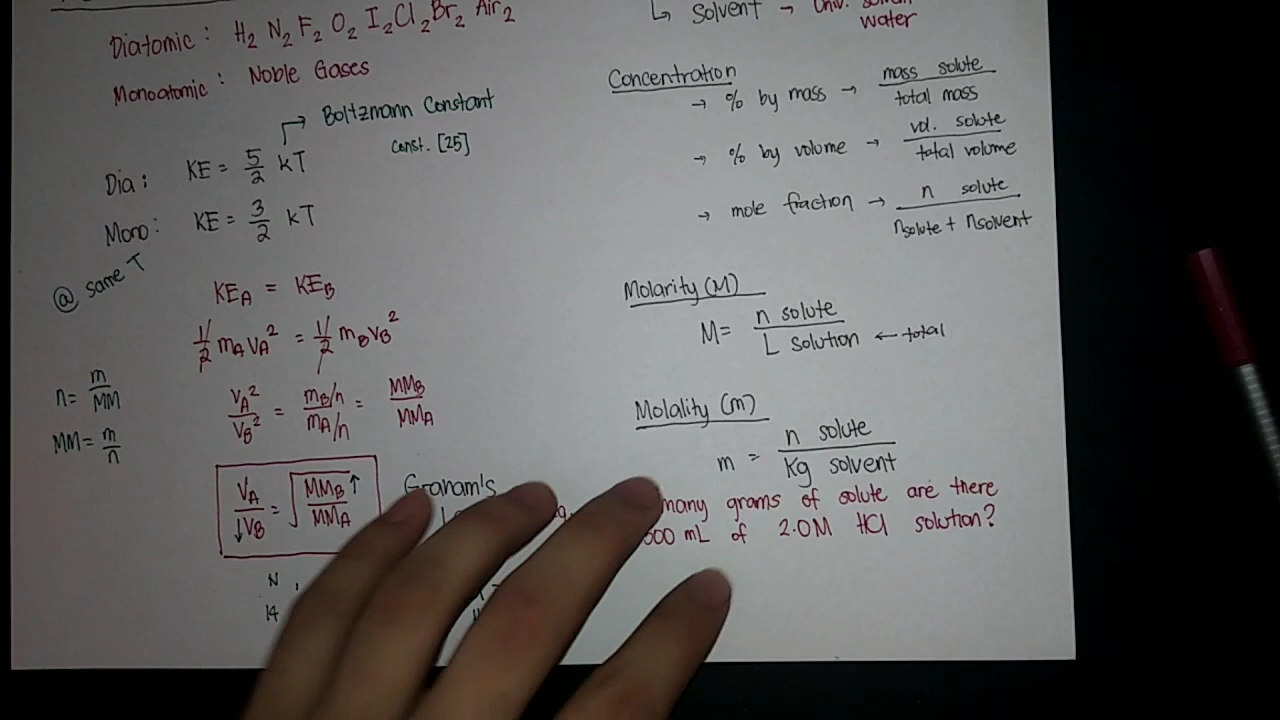 Diatomic : H2 N2 F2 O2 I2 Cl2 Br2 Air2
Monoatomic : Noble Gases
Boltzmann Constant
const. [25]
Dia : KE = 5/2 kT
Mono : KE = 3/2 kT
@ same T
KEA = KEB
1/2 mA VA² = 1/2 mB VB²
n = m/MM
MM = m/n
VA²/VB² = mB/n / mA/n = MMB/MMA
VA/↓VB = √MMB↑/MMA
Graham's
N ,
14
↳ Solvent → Univ.
water
Concentration
→ % by mass → mass solute / total mass
→ % by volume → vol. solute / total volume
→ mole fraction → n solute / nsolute + nsolvent
Molarity (M)
M = n solute / L solution ← total
Molality (m)
m = n solute / Kg solvent
many grams of solute are there
mL of 2.0M HCl solution?